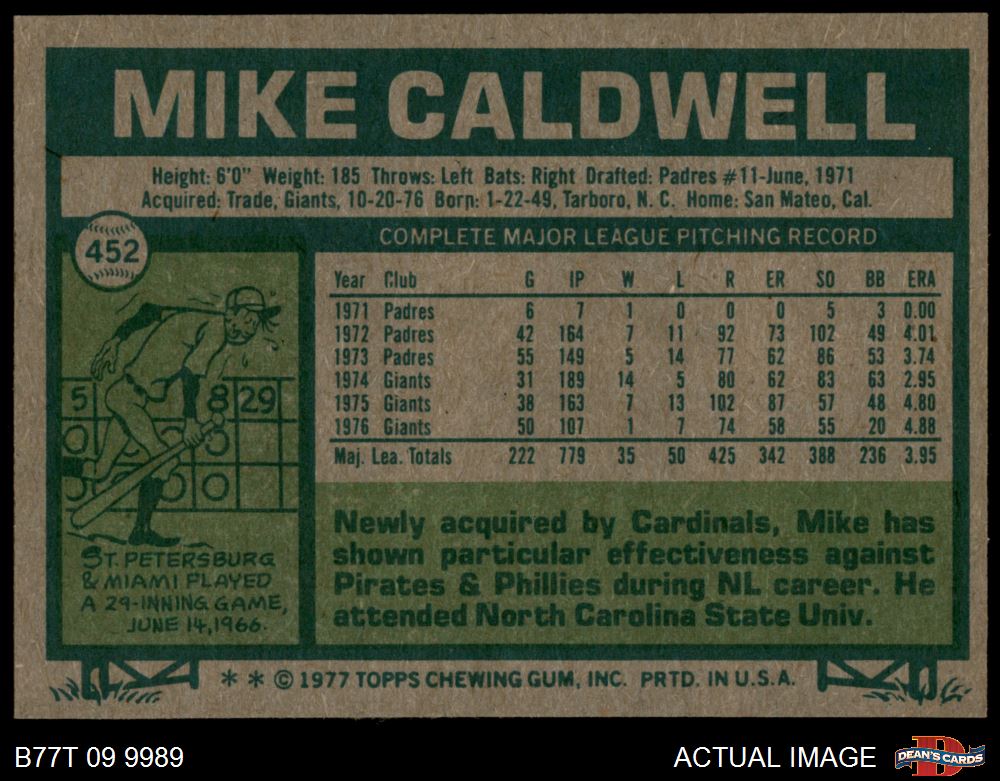 MIKE CALDWELL
Height: 6'0" Weight: 185 Throws: Left Bats: Right Drafted: Padres #11-June, 1971
Acquired: Trade, Giants, 10-20-76 Born: 1-22-49, Tarboro, N. C. Home: San Mateo, Cal.
452
COMPLETE MAJOR LEAGUE PITCHING RECORD
Year Club G IP W L R ER SO BB ERA
1971 Padres 6 7 1 0 0 0 5 3 0.00
1972 Padres 42 164 7 11 92 73 102 49 4.01
1973 Padres 55 149 5 14 77 62 86 53 3.74
1974 Giants 31 189 14 5 80 62 83 63 2.95
1975 Giants 38 163 7 13 102 87 57 48 4.80
1976 Giants 50 107 1 7 74 58 55 20 4.88
Maj. Lea. Totals 222 779 35 50 425 342 388 236 3.95
5 8 29
0 0
0 0
ST. PETERSBURG
& MIAMI PLAYED
A 29-INNING GAME,
JUNE 14, 1966.
Newly acquired by Cardinals, Mike has
shown particular effectiveness against
Pirates & Phillies during NL career. He
attended North Carolina State Univ.
* * © 1977 TOPPS CHEWING GUM, INC. PRTD. IN U.S.A.
B77T 09 9989
ACTUAL IMAGE
D
DEAN'S CARDS